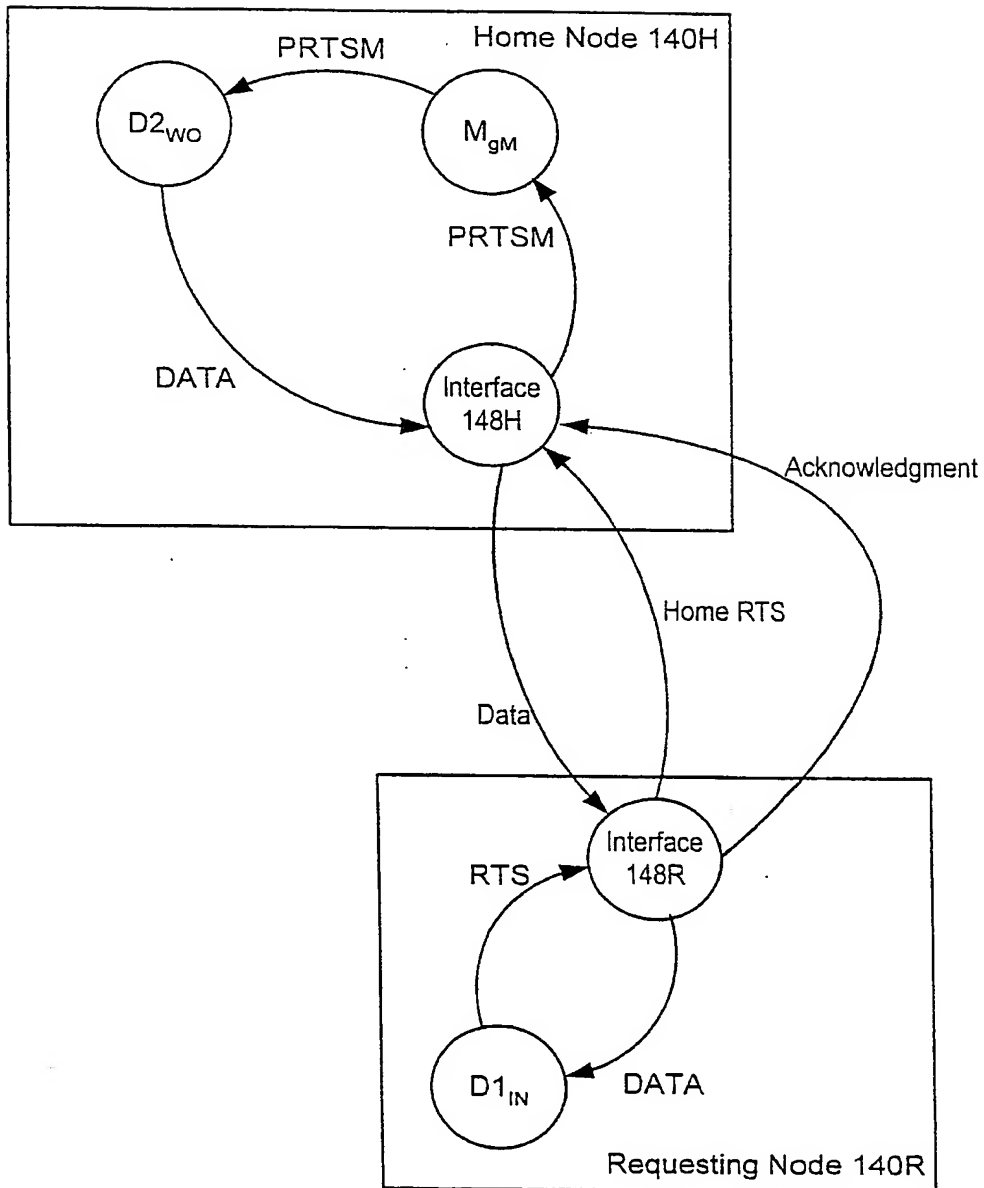 Home Node 140H
PRTSM
D2WO
MgM
PRTSM
DATA
Interface
148H
Acknowledgment
Home RTS
Data
Interface
148R
RTS
D1IN
DATA
Requesting Node 140R